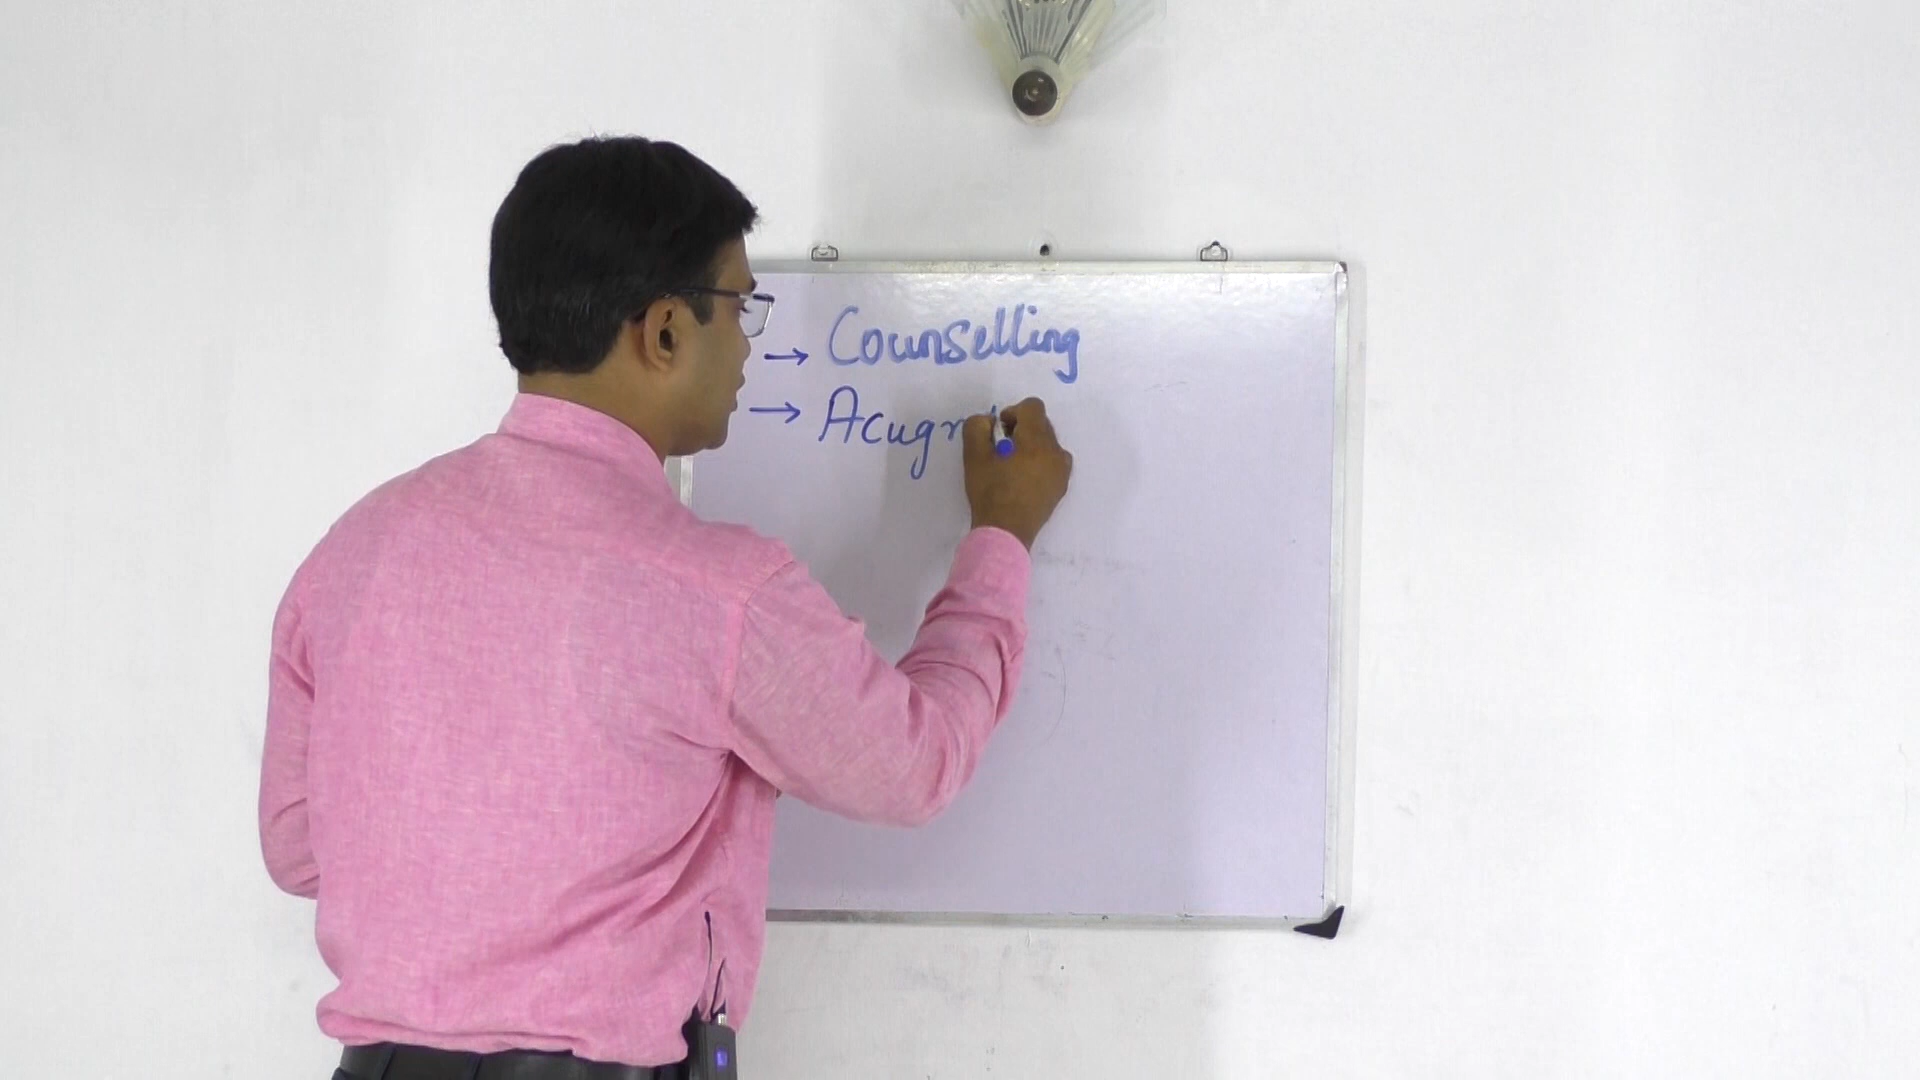 → Counselling
→ Acugr